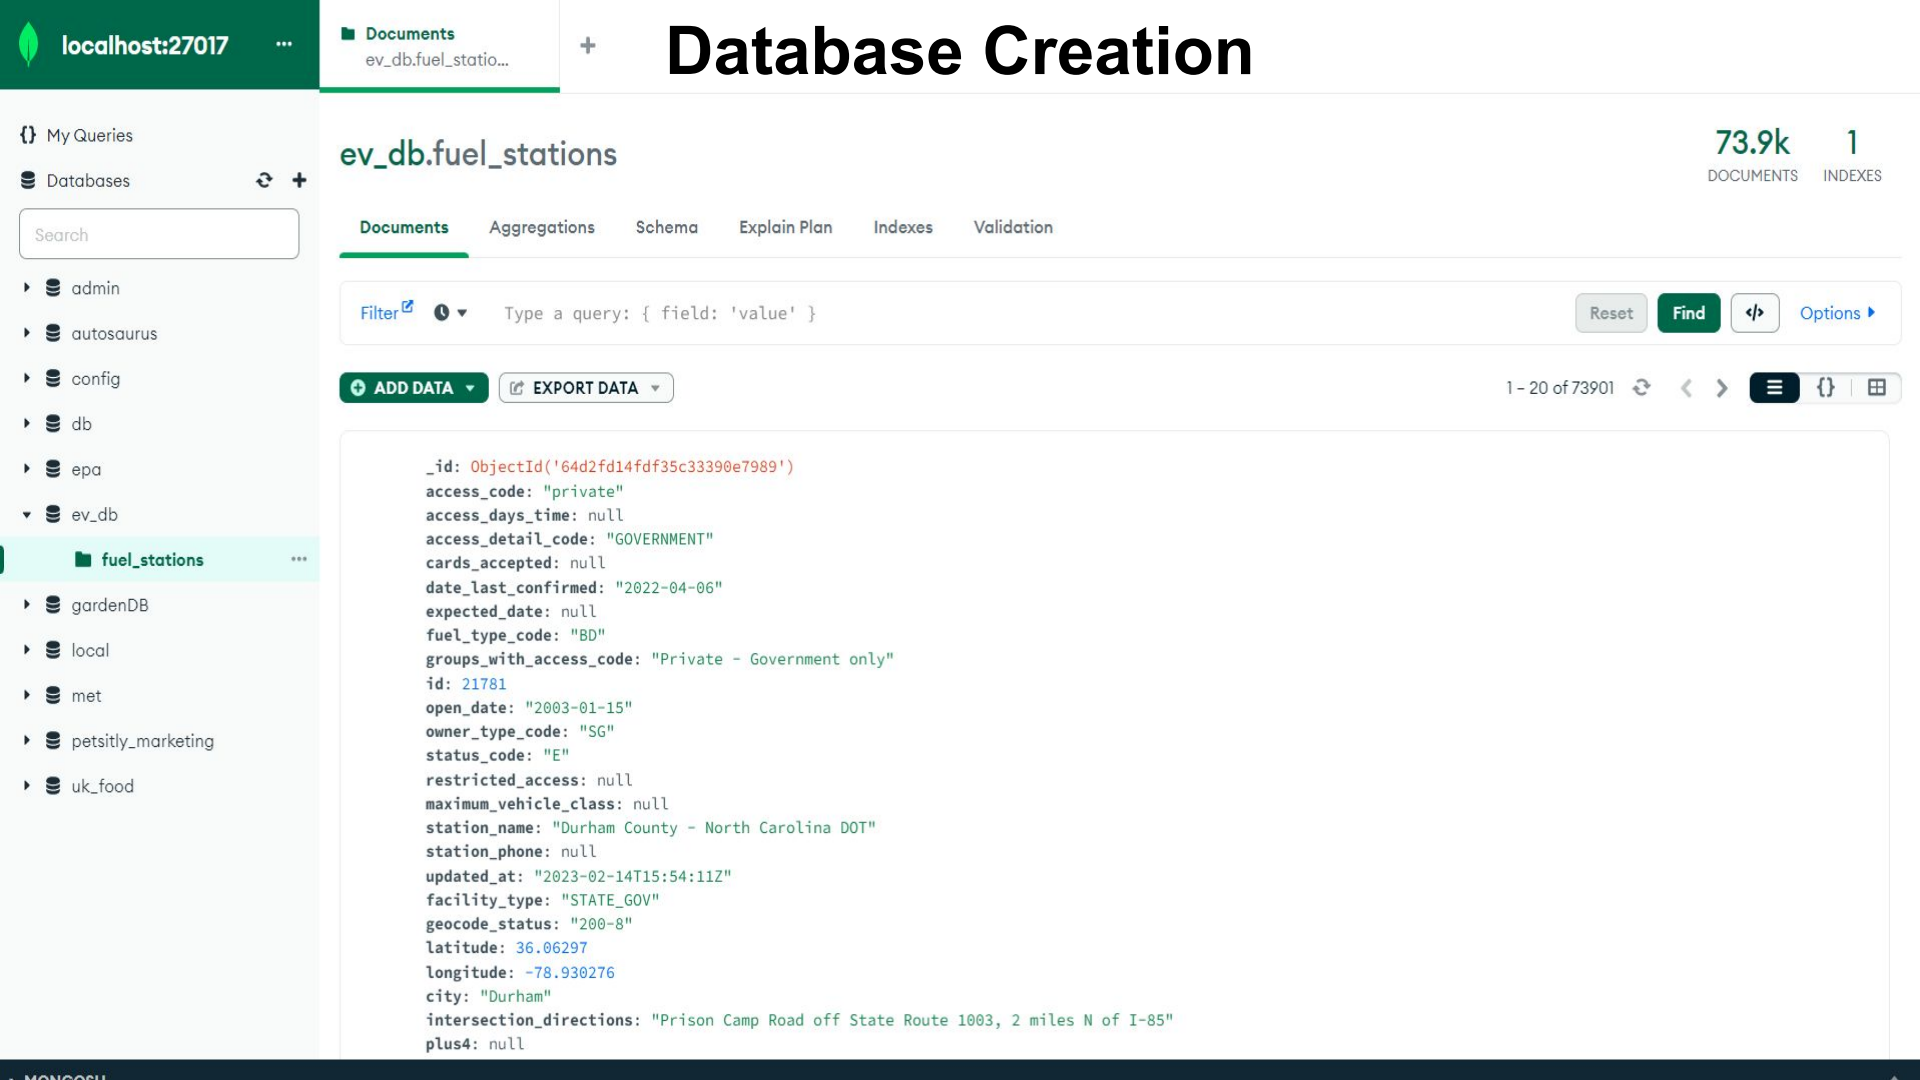 localhost:27017 ...
Documents
ev_db.fuel_statio...
+
Database Creation
{} My Queries
Databases
Search
admin
autosaurus
config
db
epa
ev_db
fuel_stations ...
gardenDB
local
met
petsitly_marketing
uk_food
ev_db.fuel_stations
73.9k
DOCUMENTS
1
INDEXES
Documents Aggregations Schema Explain Plan Indexes Validation
Filter Type a query: { field: 'value' } Reset Find </> Options
ADD DATA EXPORT DATA 1 – 20 of 73901 {}
_id: ObjectId('64d2fd14fdf35c33390e7989')
access_code: "private"
access_days_time: null
access_detail_code: "GOVERNMENT"
cards_accepted: null
date_last_confirmed: "2022-04-06"
expected_date: null
fuel_type_code: "BD"
groups_with_access_code: "Private - Government only"
id: 21781
open_date: "2003-01-15"
owner_type_code: "SG"
status_code: "E"
restricted_access: null
maximum_vehicle_class: null
station_name: "Durham County - North Carolina DOT"
station_phone: null
updated_at: "2023-02-14T15:54:11Z"
facility_type: "STATE_GOV"
geocode_status: "200-8"
latitude: 36.06297
longitude: -78.930276
city: "Durham"
intersection_directions: "Prison Camp Road off State Route 1003, 2 miles N of I-85"
plus4: null
MONGOSH